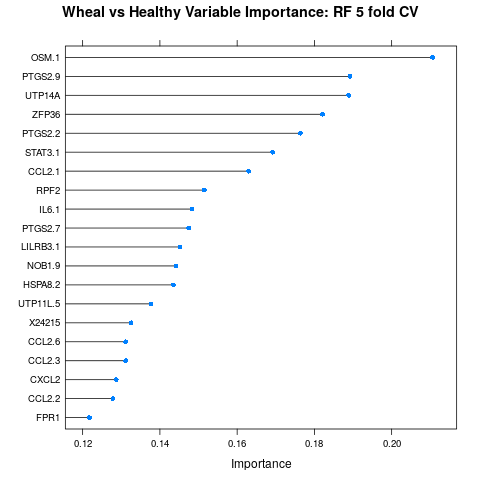 Wheal vs Healthy Variable Importance: RF 5 fold CV
OSM.1
PTGS2.9
UTP14A
ZFP36
PTGS2.2
STAT3.1
CCL2.1
RPF2
IL6.1
PTGS2.7
LILRB3.1
NOB1.9
HSPA8.2
UTP11L.5
X24215
CCL2.6
CCL2.3
CXCL2
CCL2.2
FPR1
0.12 0.14 0.16 0.18 0.20
Importance